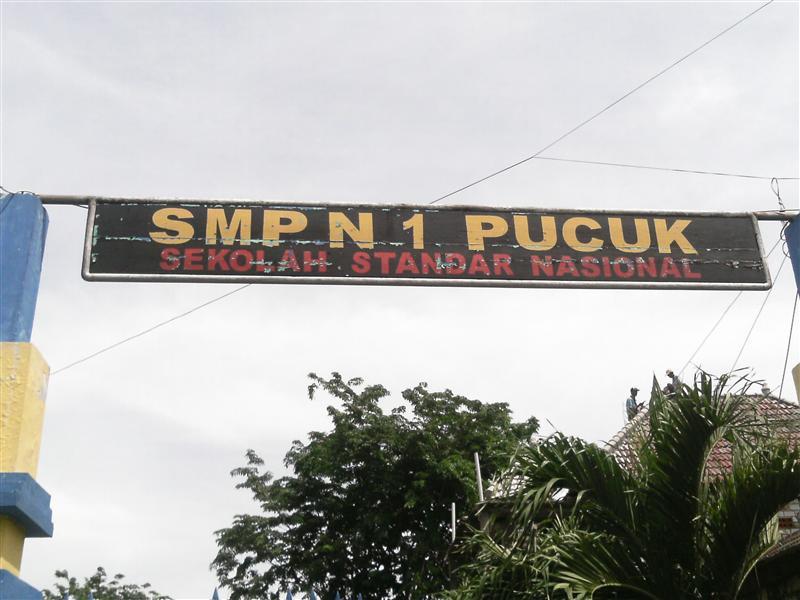 SMP N 1 PUCUK
SEKOLAH STANDAR NASIONAL